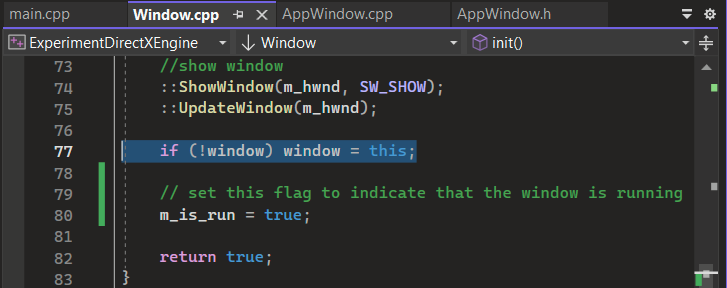 main.cpp Window.cpp AppWindow.cpp AppWindow.h
ExperimentDirectXEngine Window init()
73 //show window
74 ::ShowWindow(m_hwnd, SW_SHOW);
75 ::UpdateWindow(m_hwnd);
76
77 if (!window) window = this;
78
79 // set this flag to indicate that the window is running
80 m_is_run = true;
81
82 return true;
83 }